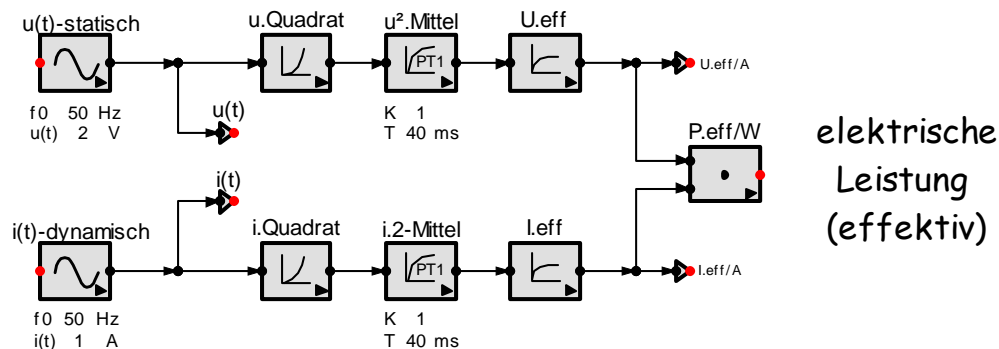 u(t)-statisch
u.Quadrat
u².Mittel
U.eff
PT1
U.eff/A
f0 50 Hz
u(t) 2 V
u(t)
K 1
T 40 ms
P.eff/W
elektrische
Leistung
(effektiv)
i(t)
i(t)-dynamisch
i.Quadrat
i.2-Mittel
I.eff
PT1
I.eff/A
f0 50 Hz
i(t) 1 A
K 1
T 40 ms